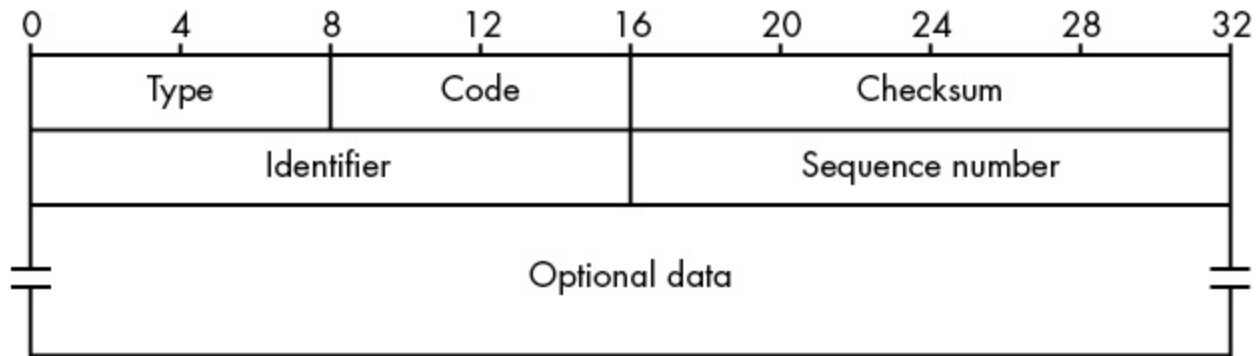 0 4 8 12 16 20 24 28 32
Type Code Checksum
Identifier Sequence number
Optional data